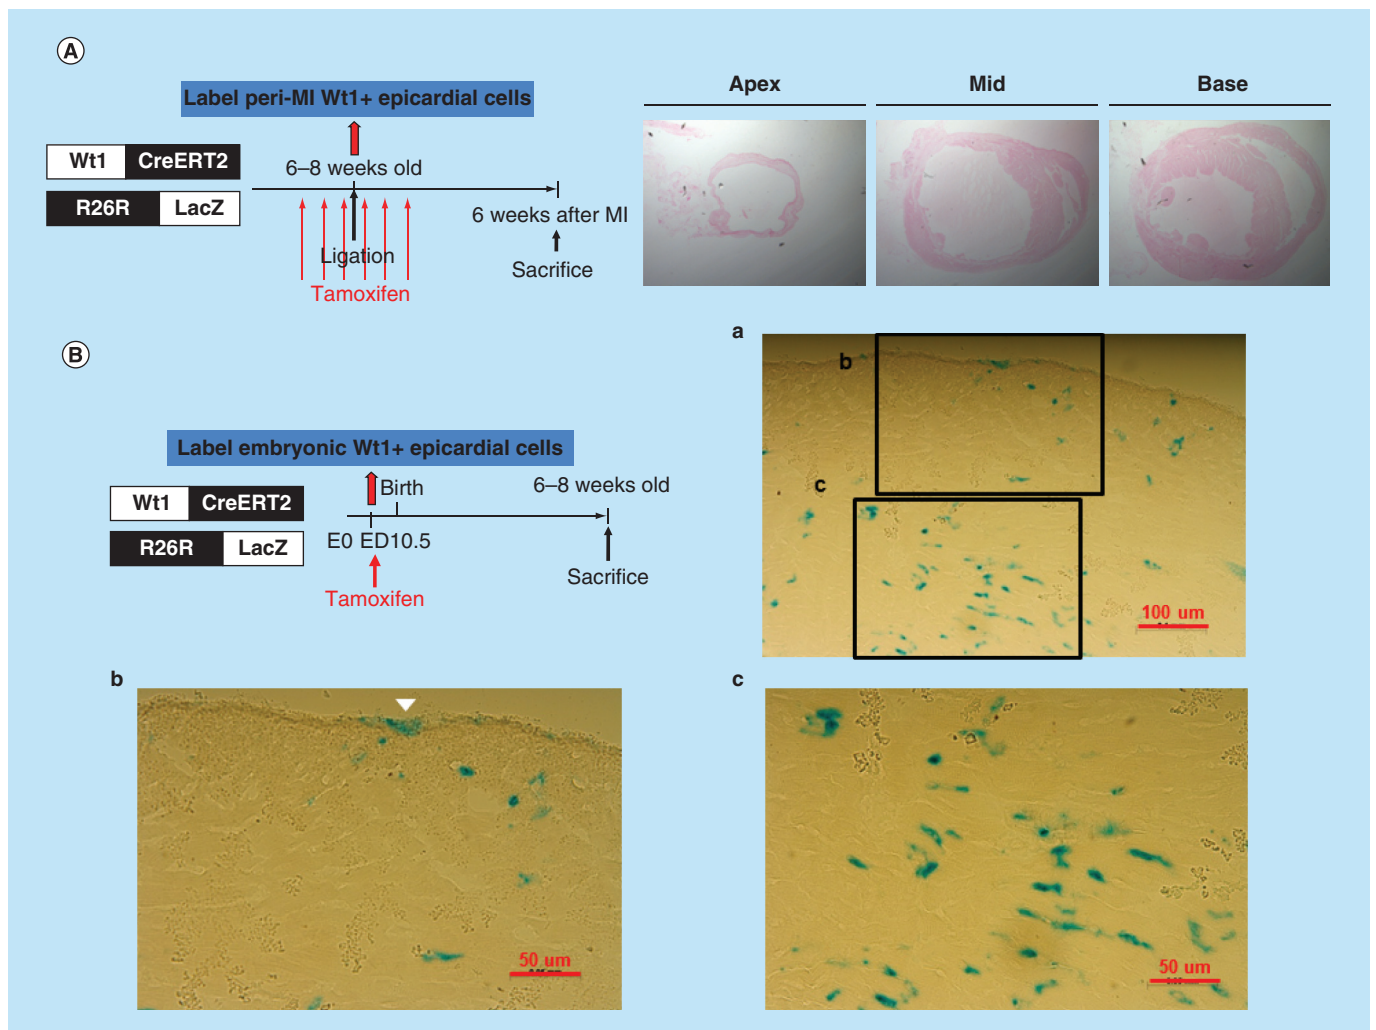 A
Label peri-MI Wt1+ epicardial cells
Wt1 CreERT2
R26R LacZ
6–8 weeks old
Ligation
Tamoxifen
6 weeks after MI
Sacrifice
Apex Mid Base
B
Label embryonic Wt1+ epicardial cells
Wt1 CreERT2
R26R LacZ
Birth
6–8 weeks old
E0 ED10.5
Tamoxifen
Sacrifice
a
b
c
100 um
b
50 um
c
50 um